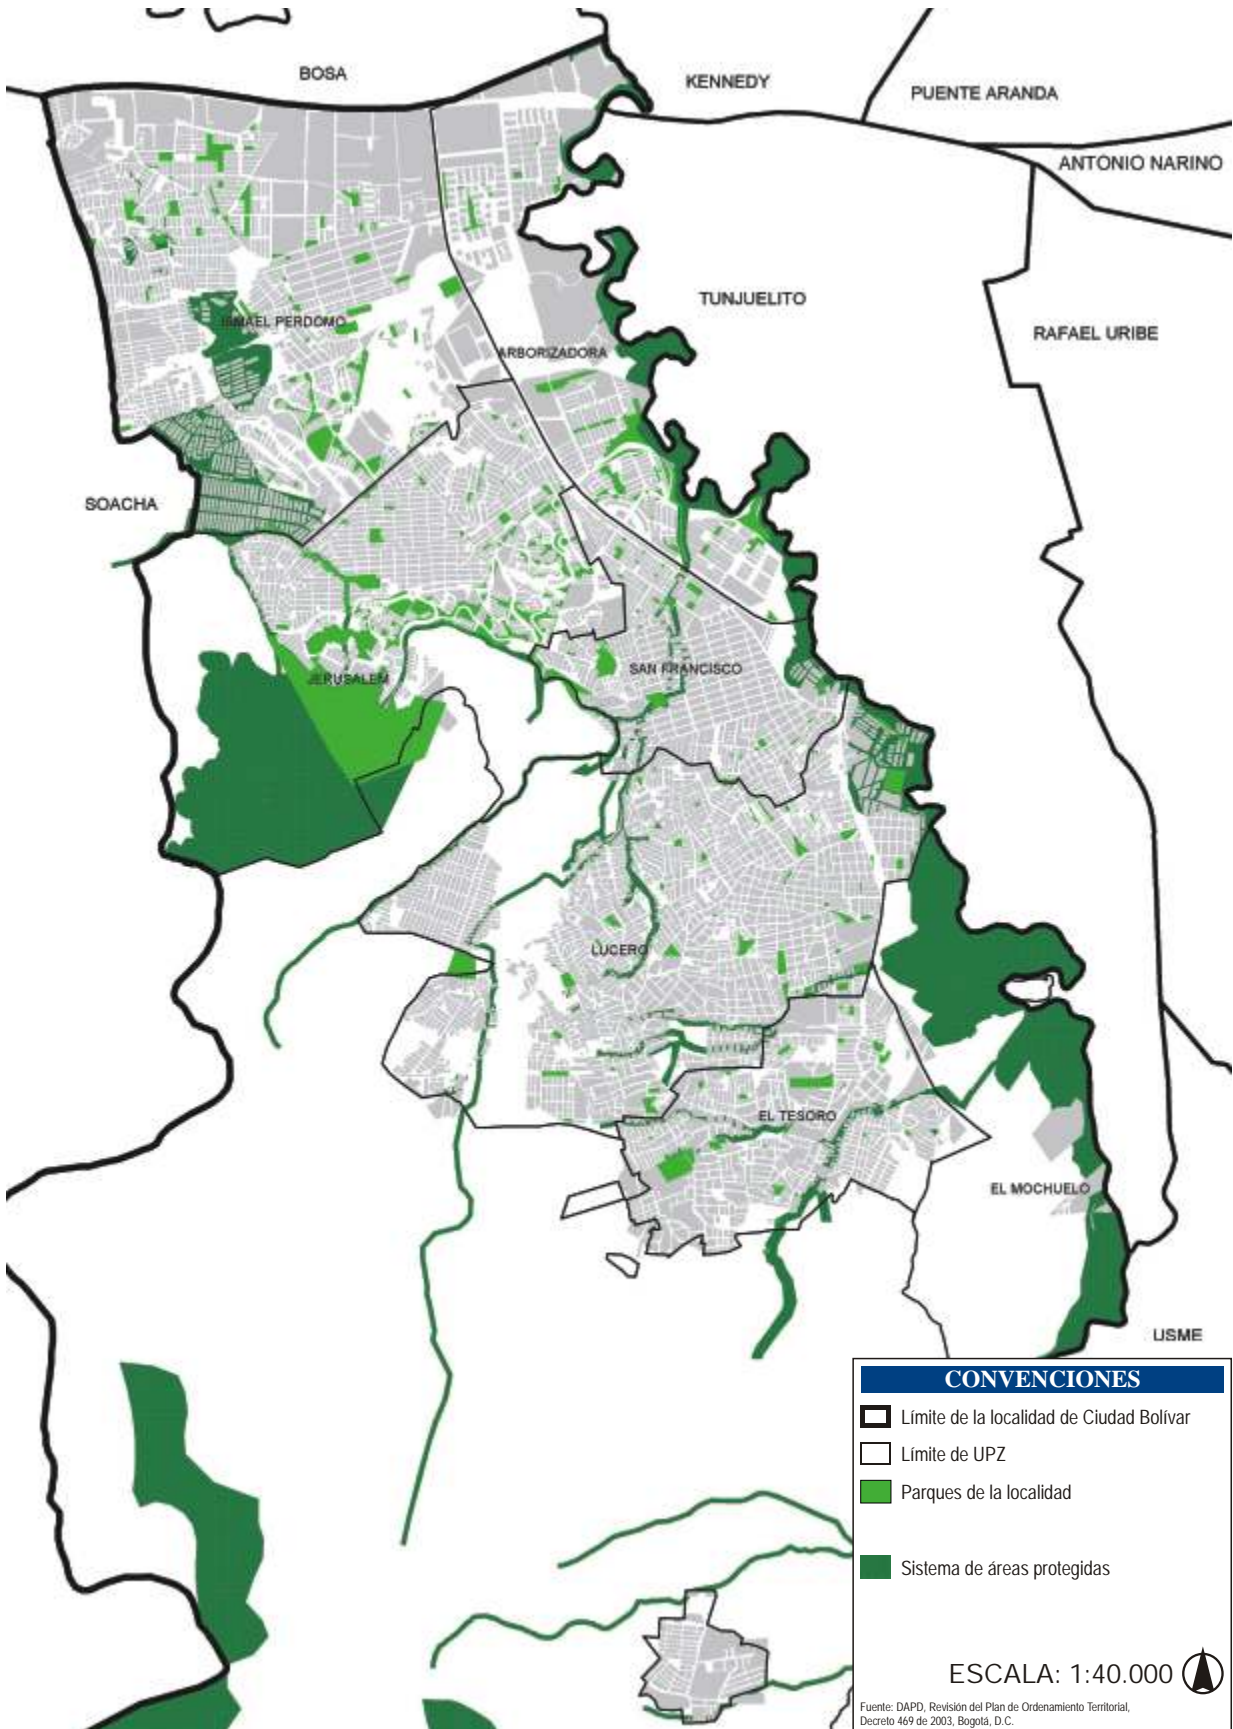 BOSA
KENNEDY
PUENTE ARANDA
ANTONIO NARINO
TUNJUELITO
RAFAEL URIBE
ISMAEL PERDOMO
ARBORIZADORA
SOACHA
SAN FRANCISCO
JERUSALEM
LUCERO
EL TESORO
EL MOCHUELO
USME
CONVENCIONES
Límite de la localidad de Ciudad Bolívar
Límite de UPZ
Parques de la localidad
Sistema de áreas protegidas
ESCALA: 1:40.000
Fuente: DAPD, Revisión del Plan de Ordenamiento Territorial,
Decreto 469 de 2003, Bogotá, D.C.